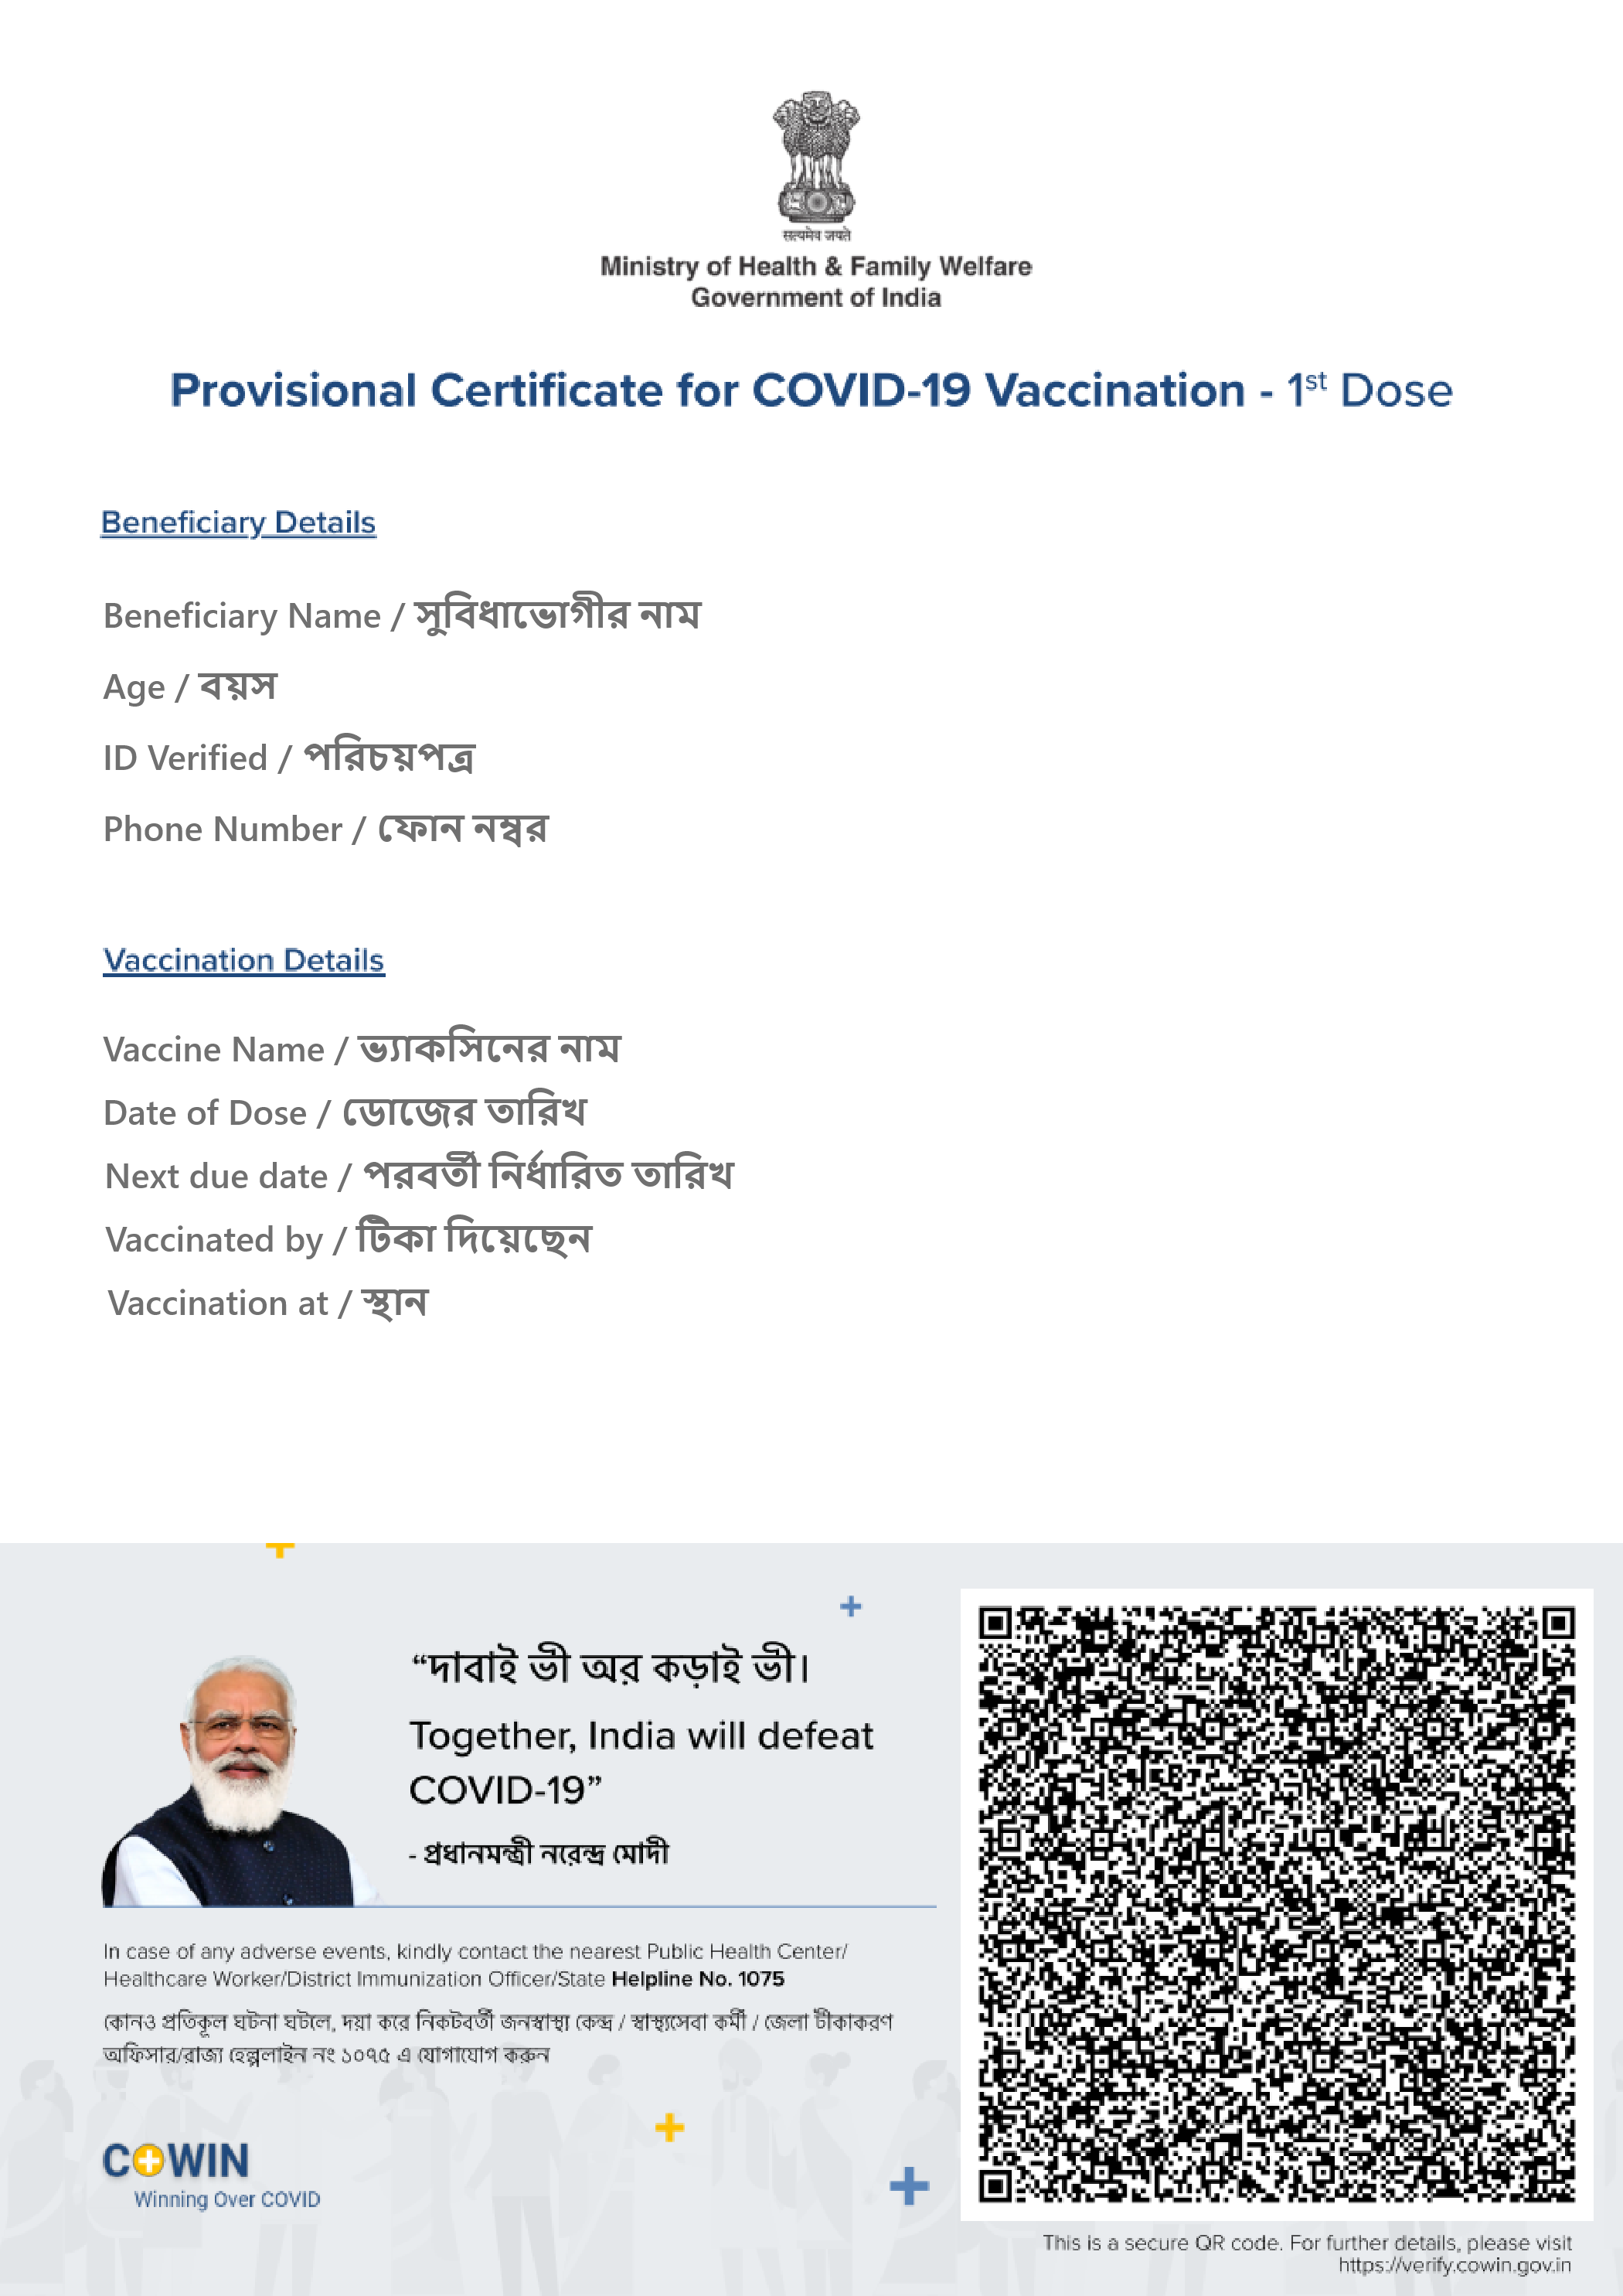 सत्यमेव जयते
Ministry of Health & Family Welfare
Government of India
Provisional Certificate for COVID-19 Vaccination - 1st Dose
Beneficiary Details
Beneficiary Name / সুবিধাভোগীর নাম
Age / বয়স
ID Verified / পরিচয়পত্র
Phone Number / ফোন নম্বর
Vaccination Details
Vaccine Name / ভ্যাকসিনের নাম
Date of Dose / ডোজের তারিখ
Next due date / পরবর্তী নির্ধারিত তারিখ
Vaccinated by / টিকা দিয়েছেন
Vaccination at / স্থান
“দাবাই ভী অর কড়াই ভী।
Together, India will defeat
COVID-19”
- প্রধানমন্ত্রী নরেন্দ্র মোদী
In case of any adverse events, kindly contact the nearest Public Health Center/
Healthcare Worker/District Immunization Officer/State Helpline No. 1075
কোনও প্রতিকূল ঘটনা ঘটলে, দয়া করে নিকটবর্তী জনস্বাস্থ্য কেন্দ্র / স্বাস্থ্যসেবা কর্মী / জেলা টীকাকরণ
অফিসার/রাজ্য হেল্পলাইন নং ১০৭৫ এ যোগাযোগ করুন
COWIN
Winning Over COVID
This is a secure QR code. For further details, please visit
https://verify.cowin.gov.in